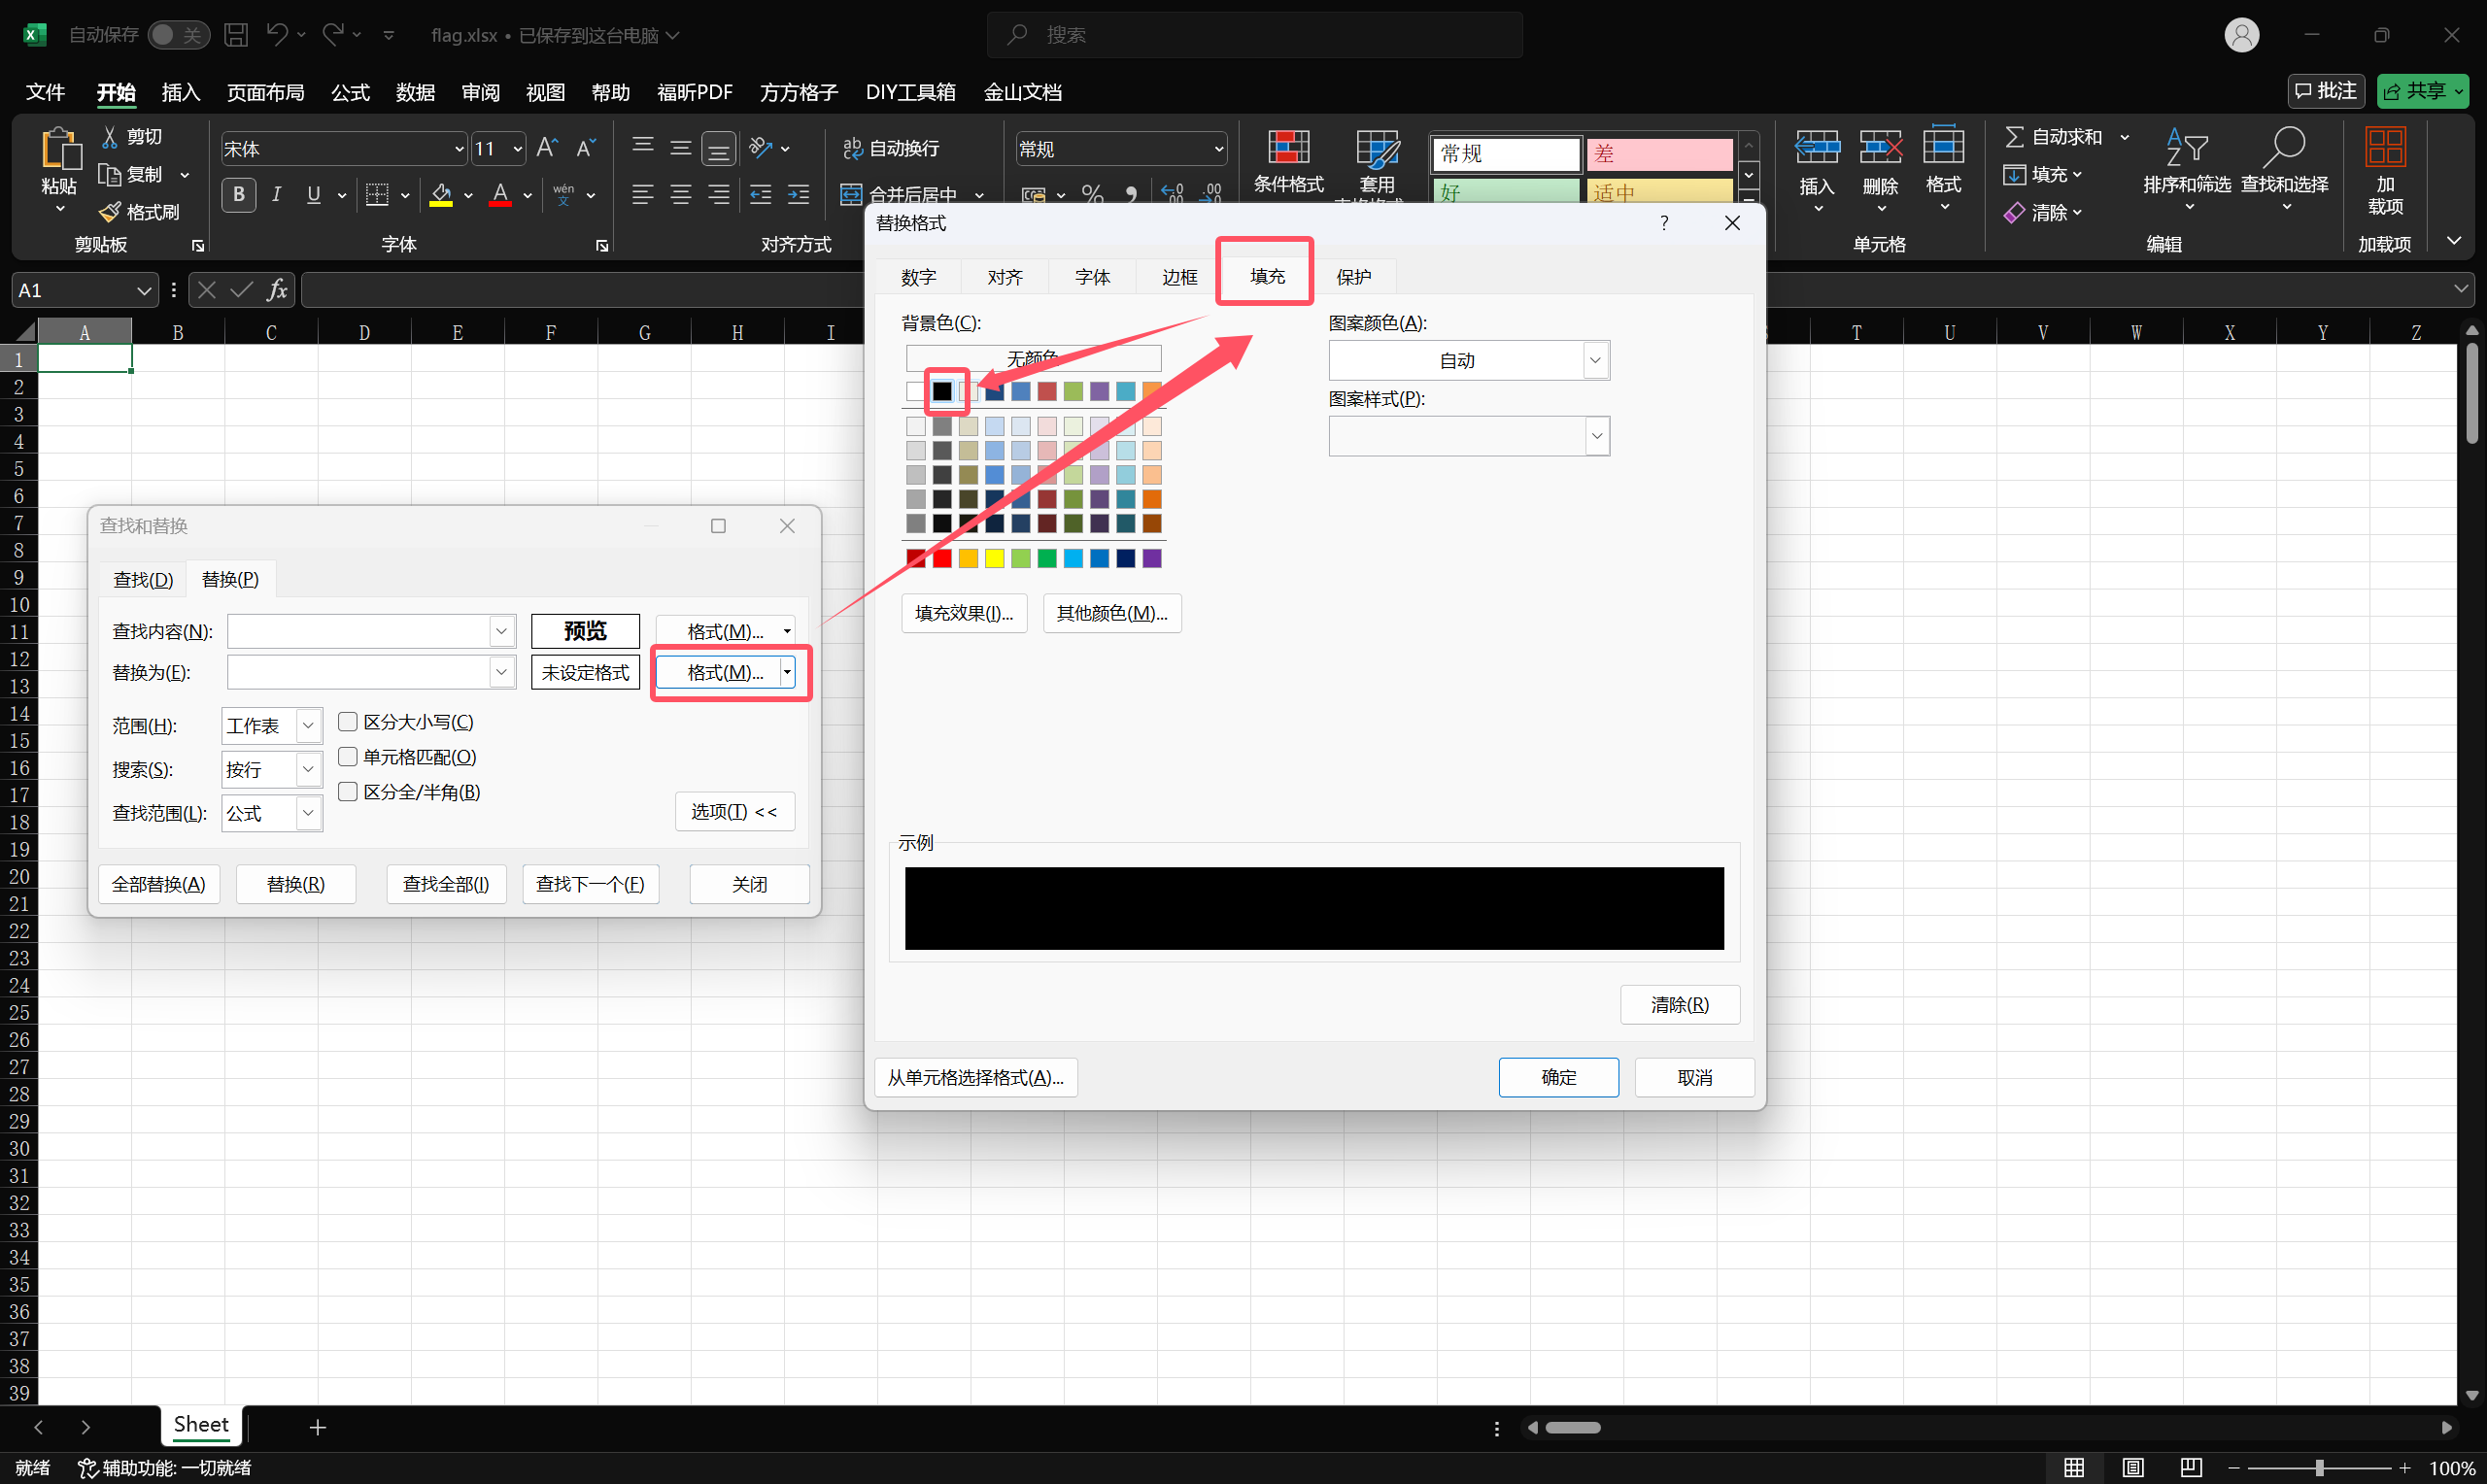 自动保存 关 flag.xlsx • 已保存到这台电脑 搜索
文件 开始 插入 页面布局 公式 数据 审阅 视图 帮助 福昕PDF 方方格子 DIY工具箱 金山文档 批注 共享
粘贴
剪切
复制
格式刷
剪贴板
宋体 11
B I U A wén 文
字体
ab 自动换行
合并后居中
对齐方式
常规
%
条件格式
套用
常规 差
好 适中
插入 删除 格式
单元格
自动求和
填充
清除
排序和筛选 查找和选择
编辑
加
载项
加载项
A1 fx
A B C D E F G H I T U V W X Y Z
1
2
3
4
5
6
7
8
9
10
11
12
13
14
15
16
17
18
19
20
21
22
23
24
25
26
27
28
29
30
31
32
33
34
35
36
37
38
39
查找和替换
查找(D) 替换(P)
查找内容(N): 预览 格式(M)...
替换为(E): 未设定格式 格式(M)...
范围(H): 工作表 区分大小写(C)
搜索(S): 按行 单元格匹配(O)
查找范围(L): 公式 区分全/半角(B)
选项(T) <<
全部替换(A) 替换(R) 查找全部(I) 查找下一个(F) 关闭
替换格式 ?
数字 对齐 字体 边框 填充 保护
背景色(C): 图案颜色(A):
无颜色 自动
图案样式(P):
填充效果(I)... 其他颜色(M)...
示例
清除(R)
从单元格选择格式(A)... 确定 取消
Sheet
就绪 辅助功能: 一切就绪 100%